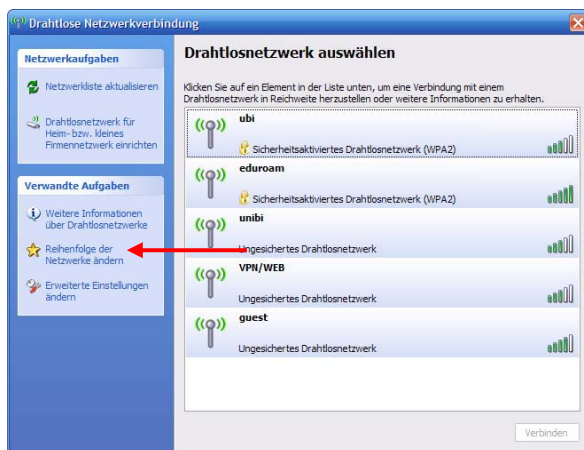 Drahtlose Netzwerkverbindung
Netzwerkaufgaben
Netzwerkliste aktualisieren
Drahtlosnetzwerk für
Heim- bzw. kleines
Firmennetzwerk einrichten
Verwandte Aufgaben
Weitere Informationen
über Drahtlosnetzwerke
Reihenfolge der
Netzwerke ändern
Erweiterte Einstellungen
ändern
Drahtlosnetzwerk auswählen
Klicken Sie auf ein Element in der Liste unten, um eine Verbindung mit einem
Drahtlosnetzwerk in Reichweite herzustellen oder weitere Informationen zu erhalten.
ubi
Sicherheitsaktiviertes Drahtlosnetzwerk (WPA2)
eduroam
Sicherheitsaktiviertes Drahtlosnetzwerk (WPA2)
unibi
Ungesichertes Drahtlosnetzwerk
VPN/WEB
Ungesichertes Drahtlosnetzwerk
guest
Ungesichertes Drahtlosnetzwerk
Verbinden